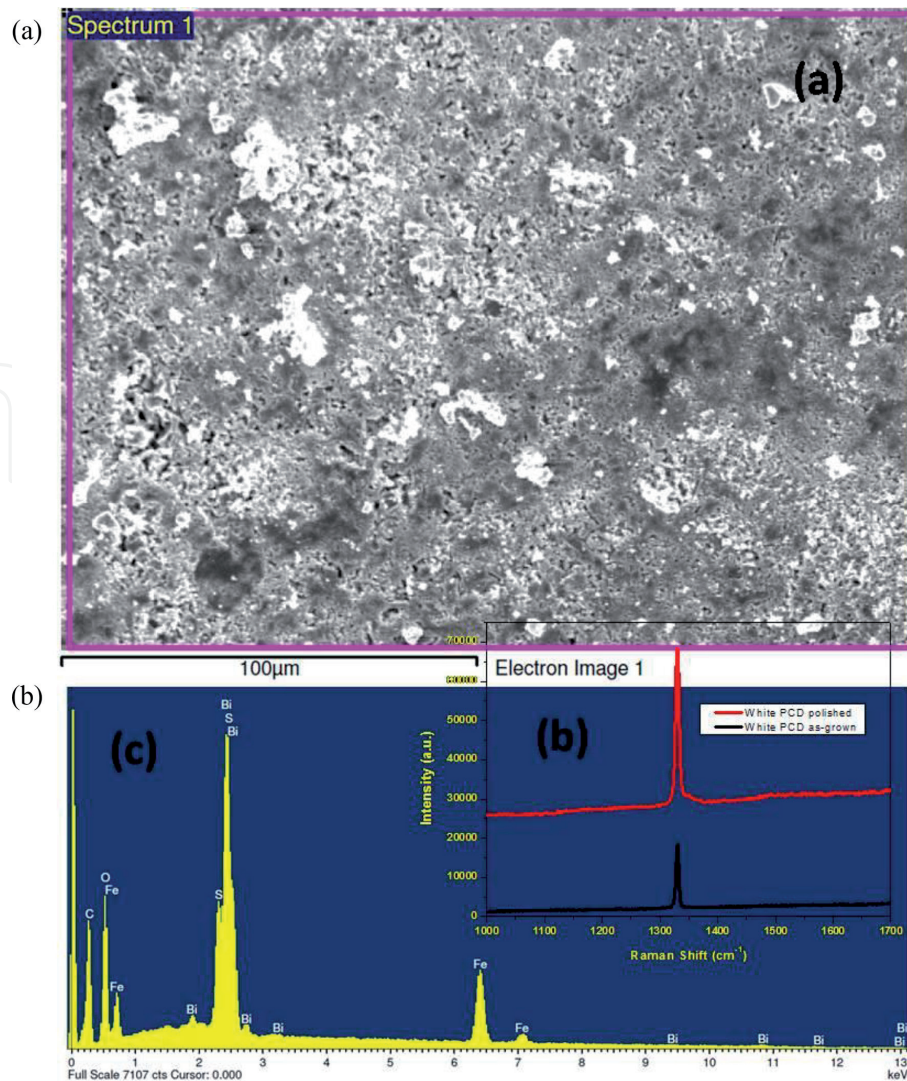 (a)
Spectrum 1
(a)
100µm
Electron Image 1
(b)
(c)
Bi
S
Bi
S
O
Fe
C
Fe
Bi
Bi
Bi
Fe
Fe
Bi
Bi
Bi
Bi
Bi
0 1 2 3 4 5 6 7 8 9 10 11 12 13
Full Scale 7107 cts Cursor: 0.000
keV
(b)
White PCD polished
White PCD as-grown
Intensity (a.u.)
70000
60000
50000
40000
30000
20000
10000
0
1000 1100 1200 1300 1400 1500 1600 1700
Raman Shift (cm⁻¹)